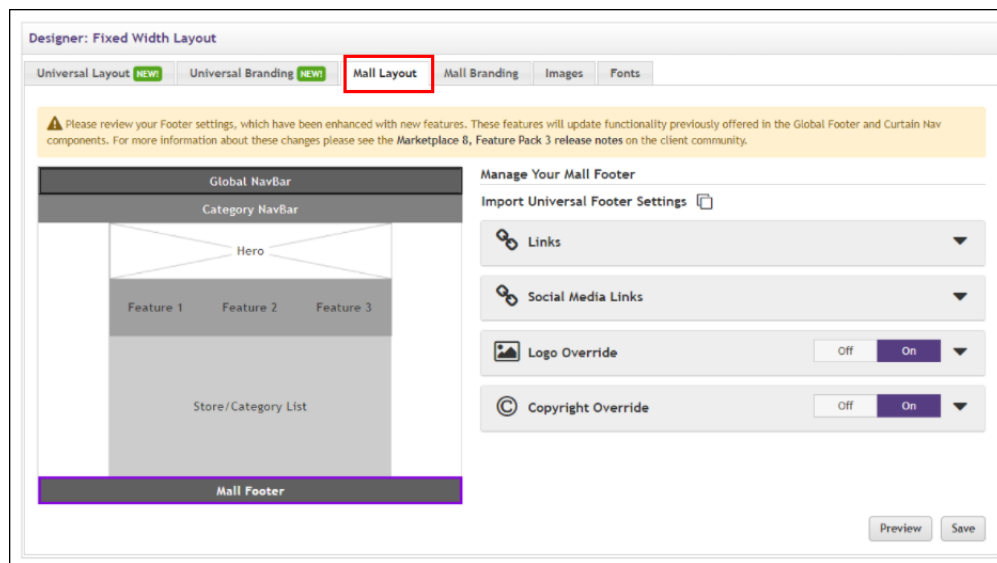 Designer: Fixed Width Layout
Universal Layout NEW! Universal Branding NEW! Mall Layout Mall Branding Images Fonts
Please review your Footer settings, which have been enhanced with new features. These features will update functionality previously offered in the Global Footer and Curtain Nav
components. For more information about these changes please see the Marketplace 8, Feature Pack 3 release notes on the client community.
Global NavBar
Category NavBar
Hero
Feature 1 Feature 2 Feature 3
Store/Category List
Mall Footer
Manage Your Mall Footer
Import Universal Footer Settings
Links
Social Media Links
Logo Override Off On
© Copyright Override Off On
Preview Save